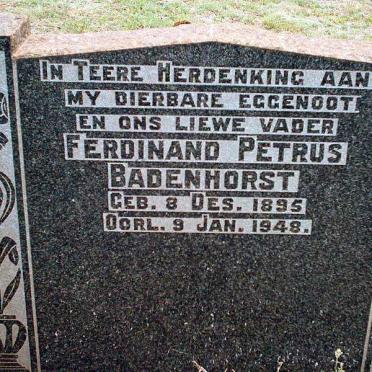 IN TEERE HERDENKING AAN
MY DIERBARE EGGENOOT
EN ONS LIEWE VADER
FERDINAND PETRUS
BADENHORST
GEB. 8 DES. 1895
OORL. 9 JAN. 1948.